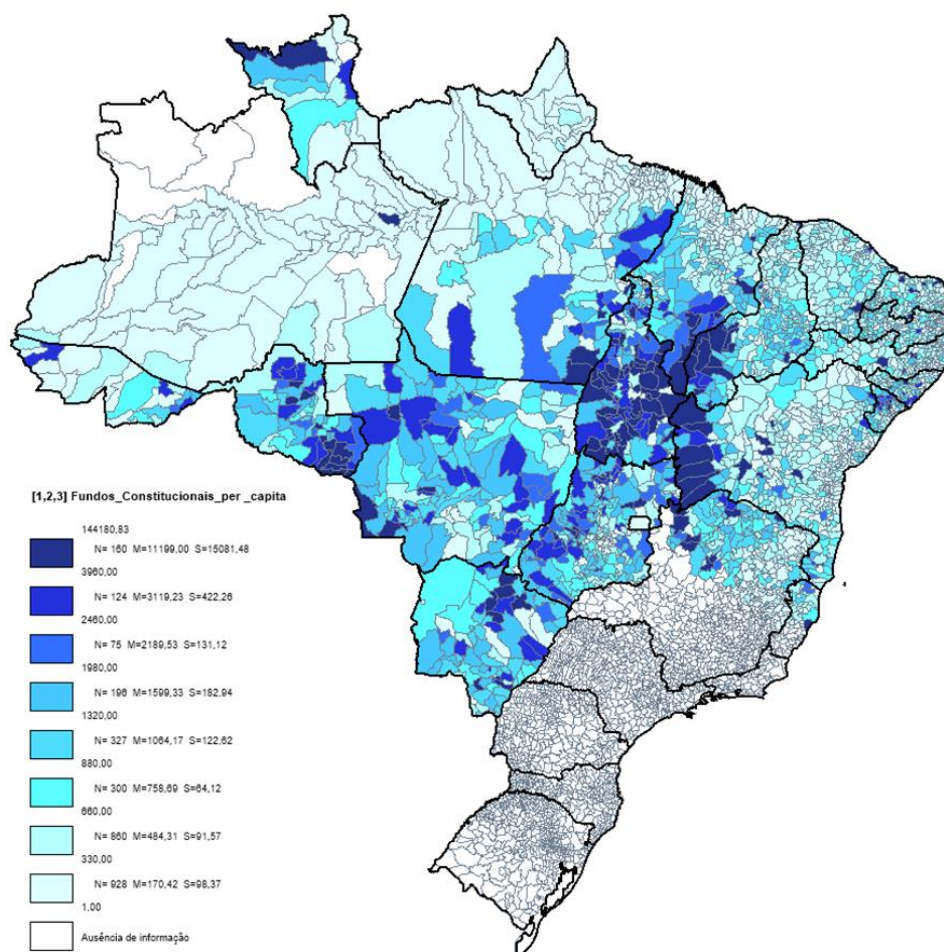 [1,2,3] Fundos_Constitucionais_per _capita
144180,83
N= 160 M=11199,00 S=15081,48
3960,00
N= 124 M=3119,23 S=422,26
2460,00
N= 75 M=2189,53 S=131,12
1980,00
N= 196 M=1599,33 S=182,94
1320,00
N= 327 M=1064,17 S=122,62
880,00
N= 300 M=758,69 S=64,12
660,00
N= 860 M=484,31 S=91,57
330,00
N= 928 M=170,42 S=98,37
1,00
Ausência de informação